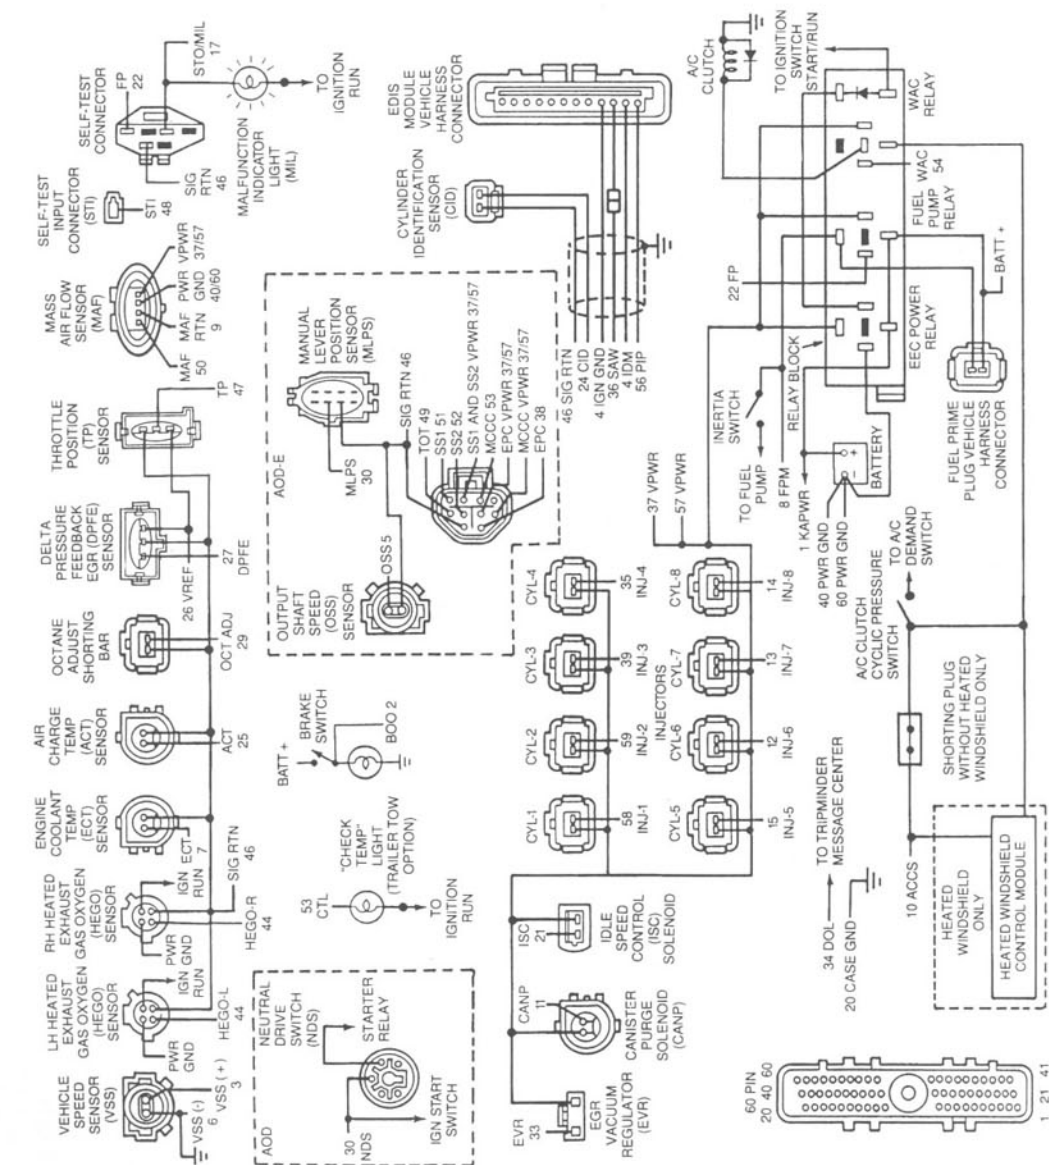 SELF-TEST
CONNECTOR
FP
22
STO/MIL
17
SIG
RTN
46
MALFUNCTION
INDICATOR
LIGHT
(MIL)
TO
IGNITION
RUN
SELF-TEST
INPUT
CONNECTOR
(STI)
STI
48
MASS
AIR FLOW
SENSOR
(MAF)
VPWR
37/57
PWR
GND
40/60
MAF
RTN
9
MAF
50
THROTTLE
POSITION
(TP)
SENSOR
TP
47
DELTA
PRESSURE
FEEDBACK
EGR (DPFE)
SENSOR
26 VREF
27
DPFE
OCTANE
ADJUST
SHORTING
BAR
OCT ADJ
29
AIR
CHARGE
TEMP
(ACT)
SENSOR
ACT
25
ENGINE
COOLANT
TEMP
(ECT)
SENSOR
ECT
7
RH HEATED
EXHAUST
GAS OXYGEN
(HEGO)
SENSOR
IGN
RUN
PWR
GND
SIG RTN
46
HEGO-R
44
LH HEATED
EXHAUST
GAS OXYGEN
(HEGO)
SENSOR
IGN
RUN
PWR
GND
HEGO-L
44
VEHICLE
SPEED
SENSOR
(VSS)
VSS (+)
3
VSS (-)
6
EDIS
MODULE
VEHICLE
HARNESS
CONNECTOR
CYLINDER
IDENTIFICATION
SENSOR
(CID)
46 SIG RTN
24 CID
4 IGN GND
36 SAW
4 IDM
56 PIP
AOD-E
MANUAL
LEVER
POSITION
SENSOR
(MLPS)
MLPS
30
SIG RTN 46
TOT 49
SS1 51
SS2 52
SS1 AND SS2 VPWR 37/57
MCCC 53
EPC VPWR 37/57
MCCC VPWR 37/57
EPC 38
OUTPUT
SHAFT
SPEED
(OSS)
SENSOR
OSS 5
BATT +
BRAKE
SWITCH
BOO 2
"CHECK
TEMP"
LIGHT
(TRAILER TOW
OPTION)
53
CTL
TO
IGNITION
RUN
AOD
NEUTRAL
DRIVE
SWITCH
(NDS)
STARTER
RELAY
30
NDS
IGN START
SWITCH
A/C
CLUTCH
TO IGNITION
SWITCH
START/RUN
WAC
RELAY
WAC
54
FUEL
PUMP
RELAY
22 FP
BATT +
EEC POWER
RELAY
RELAY BLOCK
INERTIA
SWITCH
TO FUEL
PUMP
8 FPM
1 KAPWR
BATTERY
+
−
40 PWR GND
60 PWR GND
FUEL PRIME
PLUG VEHICLE
HARNESS
CONNECTOR
37 VPWR
57 VPWR
INJECTORS
CYL-4
35
INJ-4
CYL-3
39
INJ-3
CYL-2
59
INJ-2
CYL-1
58
INJ-1
CYL-8
14
INJ-8
CYL-7
13
INJ-7
CYL-6
12
INJ-6
CYL-5
15
INJ-5
ISC
21
IDLE
SPEED
CONTROL
(ISC)
SOLENOID
CANP
11
CANISTER
PURGE
SOLENOID
(CANP)
EVR
33
EGR
VACUUM
REGULATOR
(EVR)
A/C CLUTCH
CYCLIC PRESSURE
SWITCH
TO A/C
DEMAND
SWITCH
SHORTING PLUG
WITHOUT HEATED
WINDSHIELD ONLY
34 DOL
TO TRIPMINDER
MESSAGE CENTER
20 CASE GND
10 ACCS
HEATED
WINDSHIELD
ONLY
HEATED WINDSHIELD
CONTROL MODULE
60 PIN
20 40 60
1 21 41